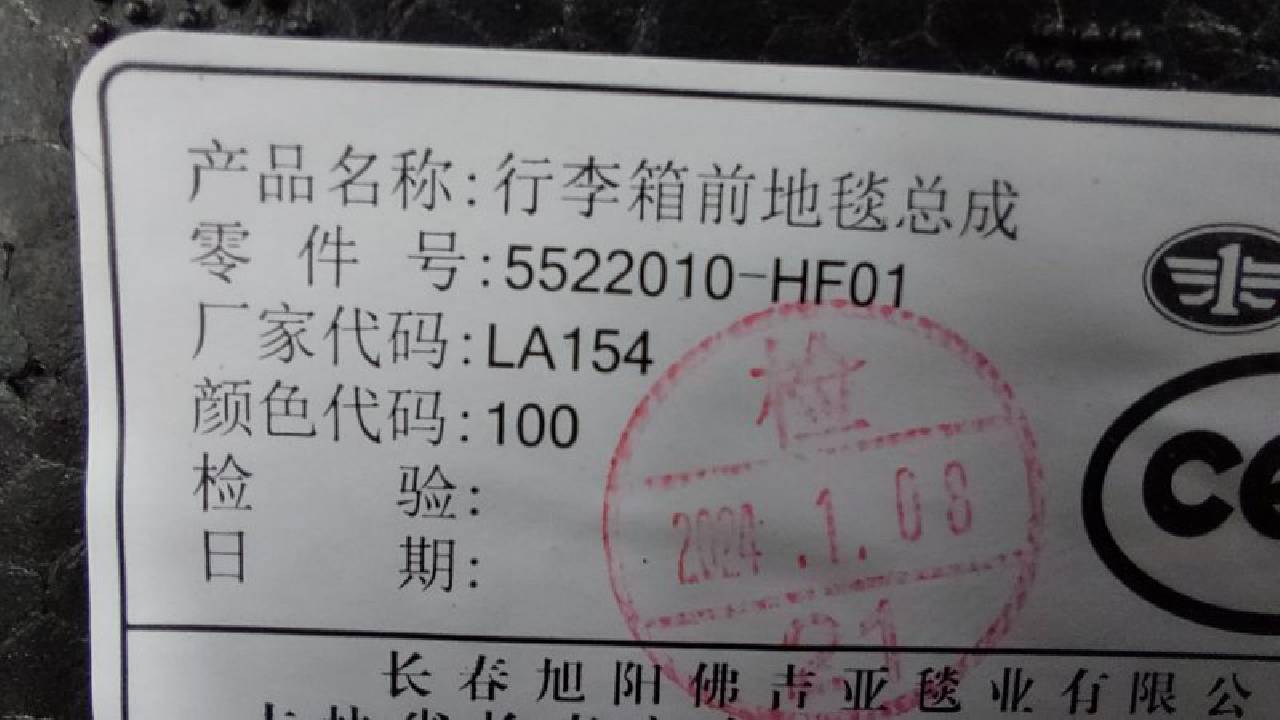 产品名称:行李箱前地毯总成
零件号:5522010-HF01
厂家代码:LA154
颜色代码:100
检验:
日期:
检
2024.1.08
21
1
长春旭阳佛吉亚毯业有限公